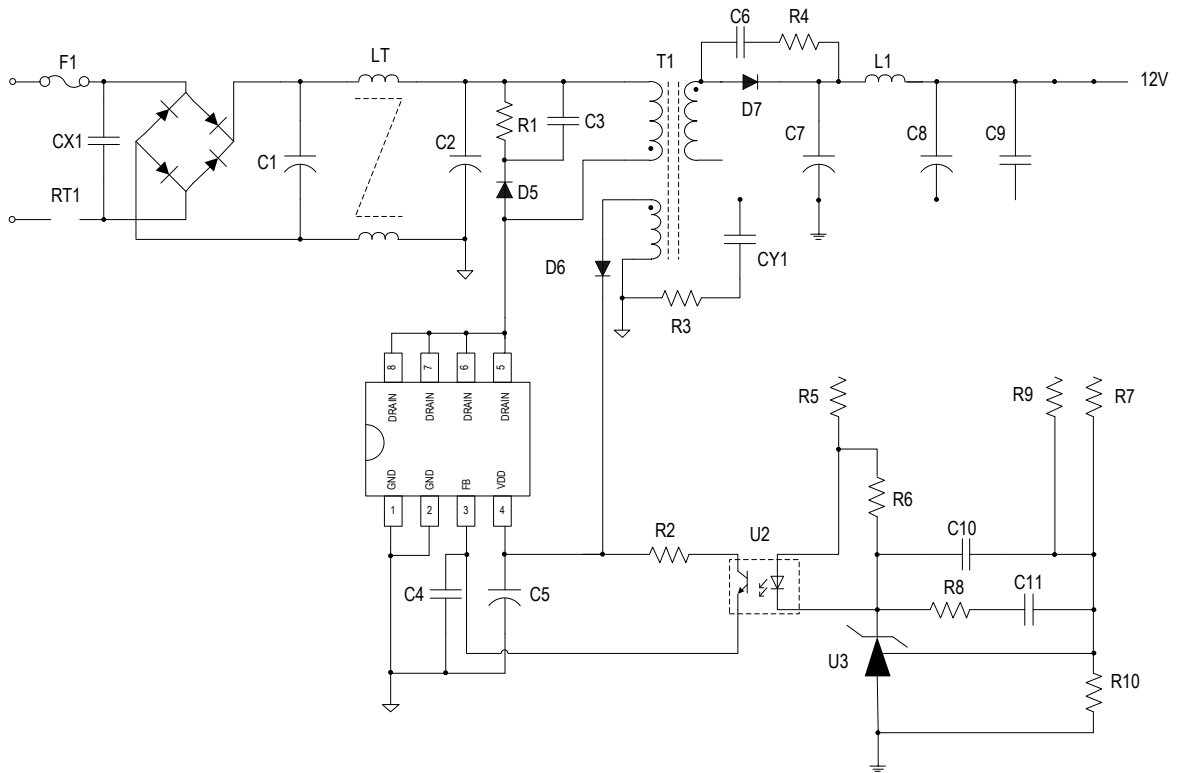 F1
CX1
RT1
C1
LT
C2
R1
C3
D5
T1
C6
R4
D7
L1
C7
C8
C9
12V
D6
CY1
R3
8
7
6
5
DRAIN
DRAIN
DRAIN
DRAIN
GND
GND
FB
VDD
1
2
3
4
C4
C5
R2
U2
R5
R6
R9
R7
C10
R8
C11
U3
R10